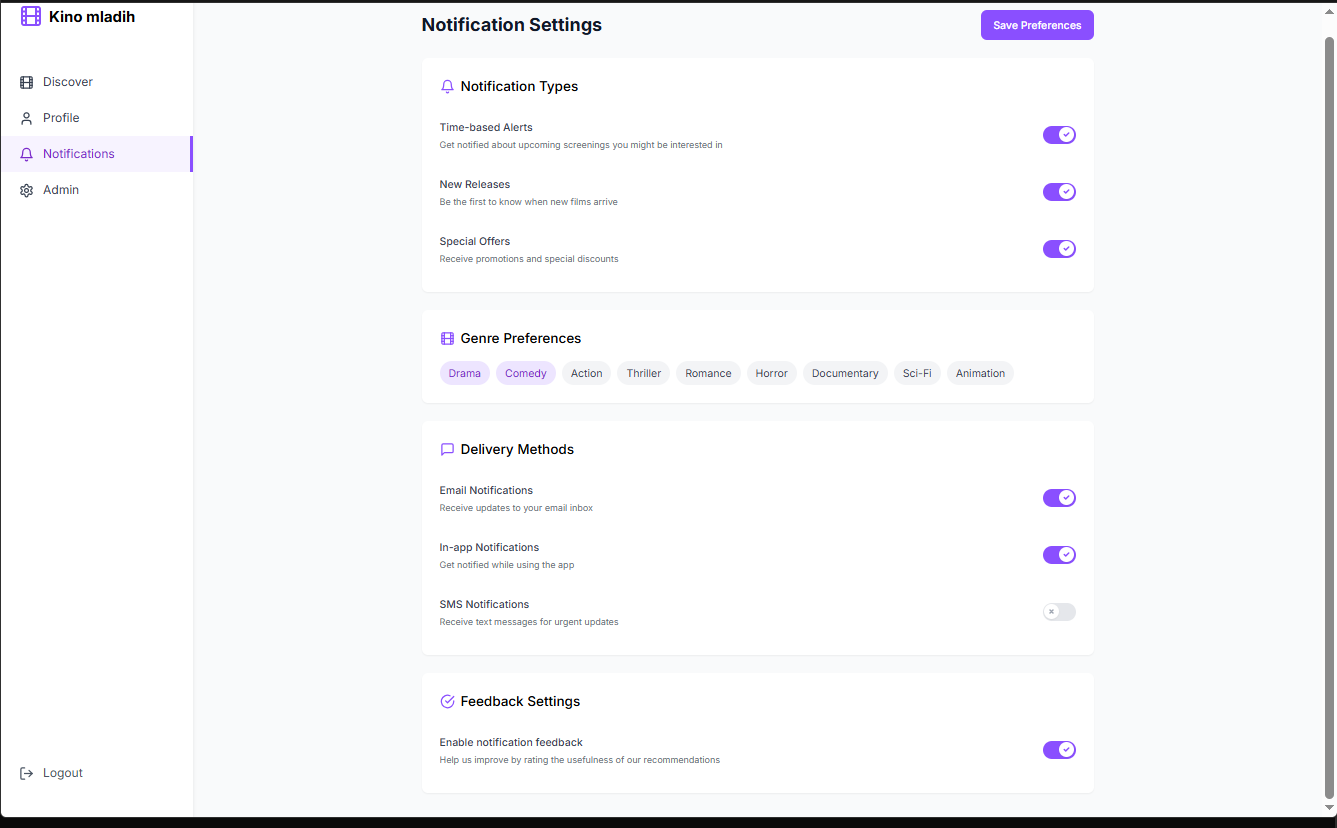 Kino mladih
Discover
Profile
Notifications
Admin
Logout
Notification Settings
Save Preferences
Notification Types
Time-based Alerts
Get notified about upcoming screenings you might be interested in
New Releases
Be the first to know when new films arrive
Special Offers
Receive promotions and special discounts
Genre Preferences
Drama Comedy Action Thriller Romance Horror Documentary Sci-Fi Animation
Delivery Methods
Email Notifications
Receive updates to your email inbox
In-app Notifications
Get notified while using the app
SMS Notifications
Receive text messages for urgent updates
Feedback Settings
Enable notification feedback
Help us improve by rating the usefulness of our recommendations